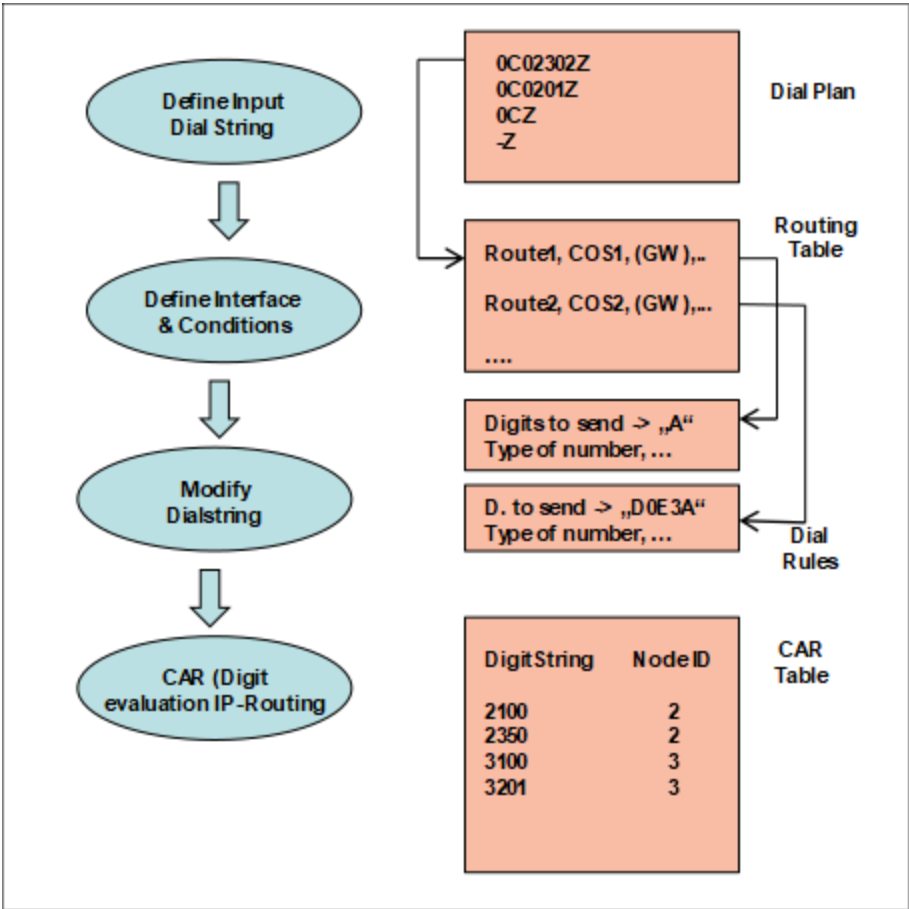 Define Input
Dial String
0C02302Z
0C0201Z
0CZ
-Z
Dial Plan
Define Interface
& Conditions
Route1, COS1, (GW ),..
Route2, COS2, (GW ),...
....
Routing
Table
Modify
Dialstring
Digits to send -> „A“
Type of number, ...
D. to send -> „D0E3A“
Type of number, ...
Dial
Rules
CAR (Digit
evaluation IP-Routing
DigitString Node ID
2100 2
2350 2
3100 3
3201 3
CAR
Table